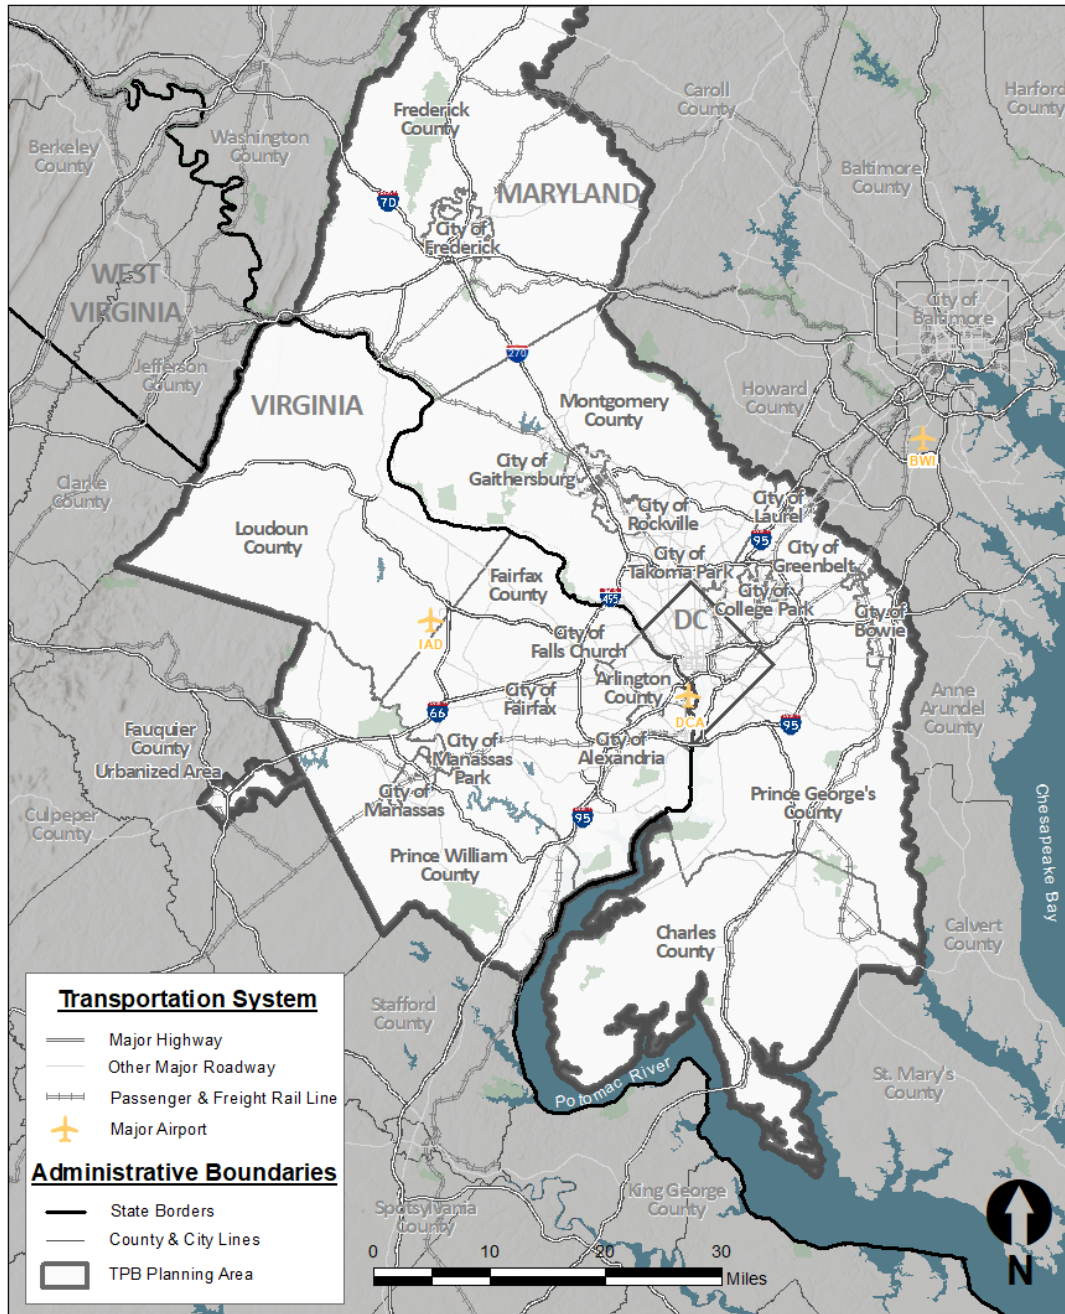 Caroll
County
Harford
County
Frederick
County
Washington
County
Berkeley
County
Baltimore
County
MARYLAND
70
City of
Frederick
WEST
VIRGINIA
City of
Baltimore
270
Jefferson
County
Howard
County
VIRGINIA
Montgomery
County
BWI
City of
Gaithersburg
Clarke
County
City of
Rockville
City of
Laurel
Loudoun
County
95
City of
Takoma Park
City of
Greenbelt
Fairfax
County
495
City of
College Park
DC
City of
Bowie
IAD
City of
Falls Church
Arlington
County
City of
Fairfax
Anne
Arundel
County
66
DCA
95
Fauquier
County
Urbanized Area
City of
Manassas
Park
City of
Alexandria
City of
Manassas
Prince George's
County
Culpeper
County
95
Chesapeake Bay
Prince William
County
Charles
County
Calvert
County
Stafford
County
Potomac River
St. Mary's
County
King George
County
Spotsylvania
County
Transportation System
Major Highway
Other Major Roadway
Passenger & Freight Rail Line
Major Airport
Administrative Boundaries
State Borders
County & City Lines
TPB Planning Area
0 10 20 30
Miles
N